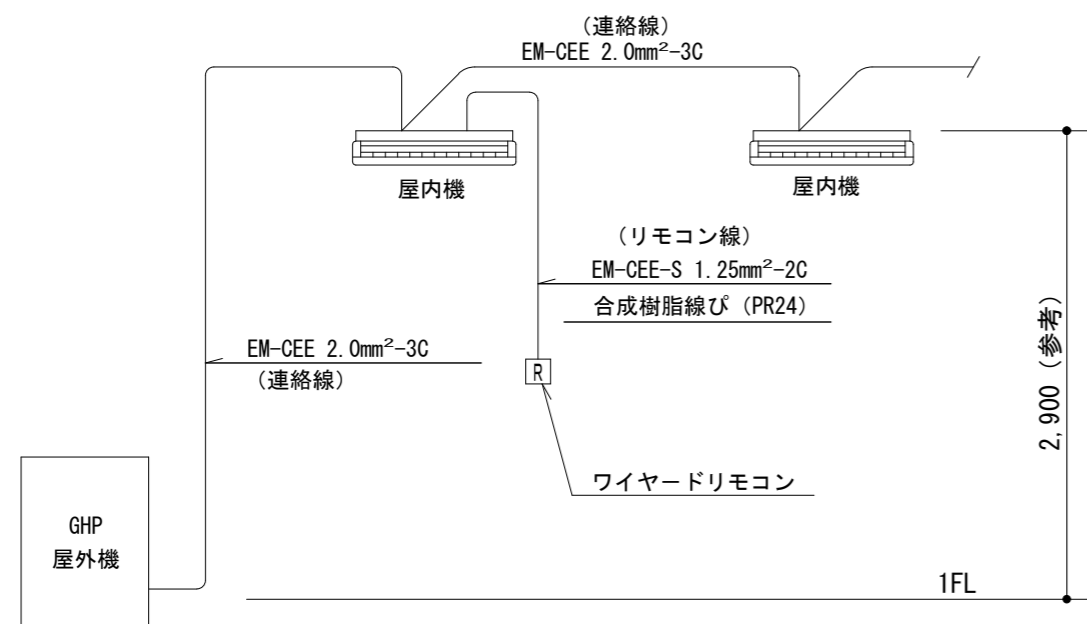 （連絡線）
EM-CEE 2.0mm²-3C
屋内機
屋内機
（リモコン線）
EM-CEE-S 1.25mm²-2C
合成樹脂線ぴ（PR24）
EM-CEE 2.0mm²-3C
（連絡線）
R
ワイヤードリモコン
2,900（参考）
GHP
屋外機
1FL